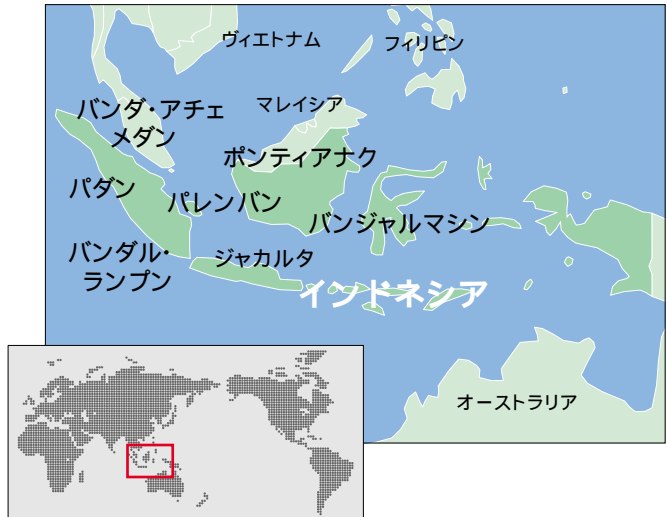 ヴィエトナム
フィリピン
バンダ・アチェ
マレイシア
メダン
ポンティアナク
パダン
パレンバン
バンジャルマシン
バンダル・
ランプン
ジャカルタ
インドネシア
オーストラリア